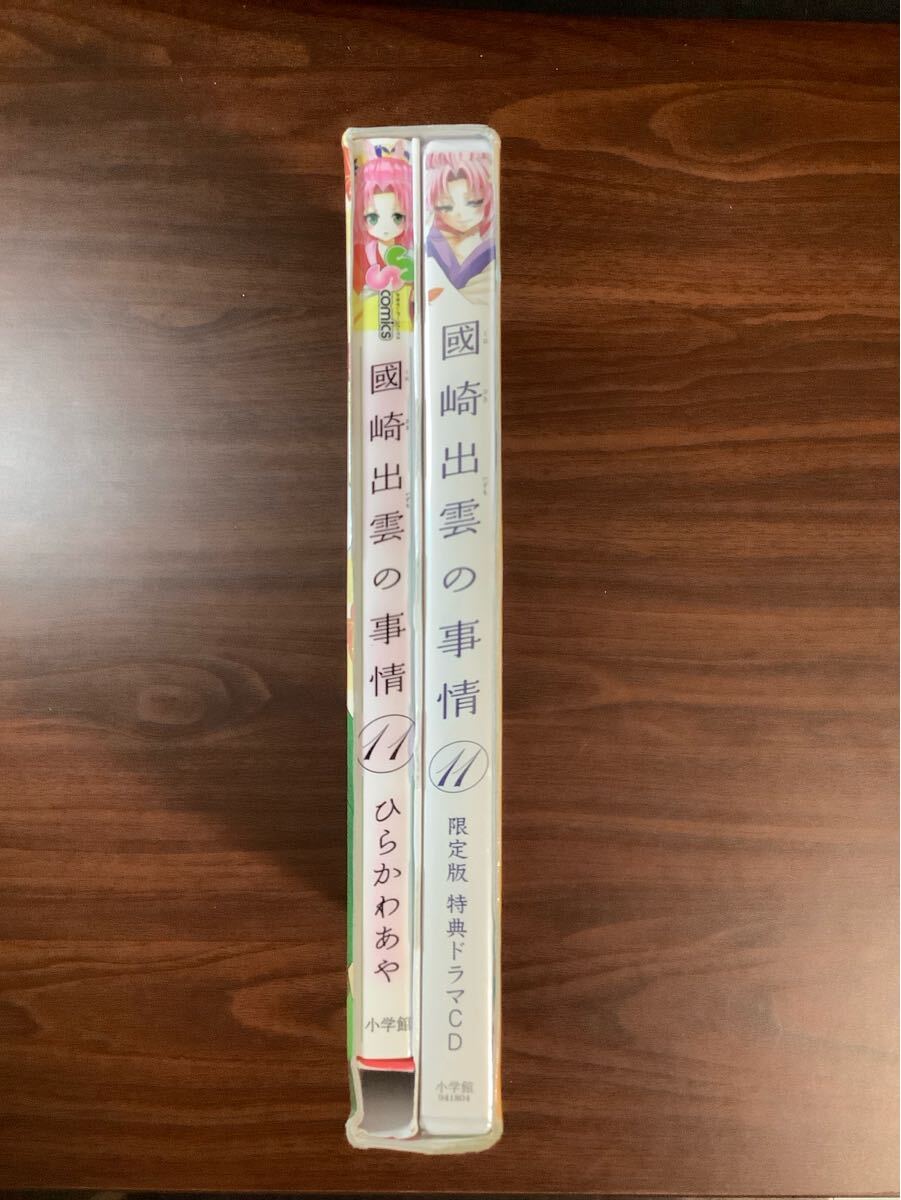 comics
國崎出雲の事情
11
ひらかわあや
小学館
國崎出雲の事情
11
限定版 特典ドラマCD
小学館
941804